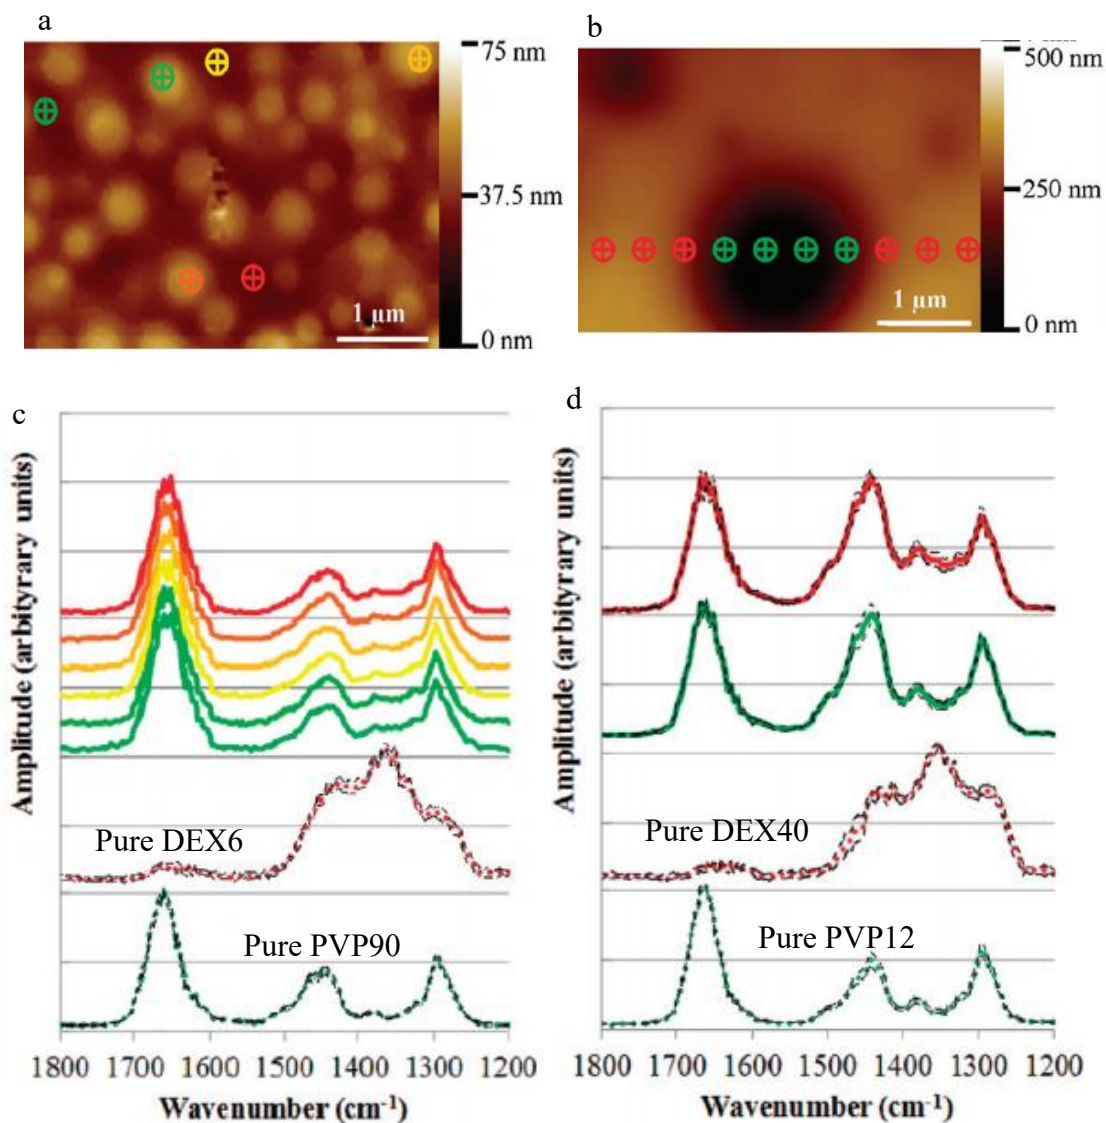 a
75 nm
37.5 nm
0 nm
1 µm
b
500 nm
250 nm
0 nm
1 µm
c
Amplitude (arbityrary units)
Pure DEX6
Pure PVP90
1800 1700 1600 1500 1400 1300 1200
Wavenumber (cm⁻¹)
d
Amplitude (arbityrary units)
Pure DEX40
Pure PVP12
1800 1700 1600 1500 1400 1300 1200
Wavenumber (cm⁻¹)